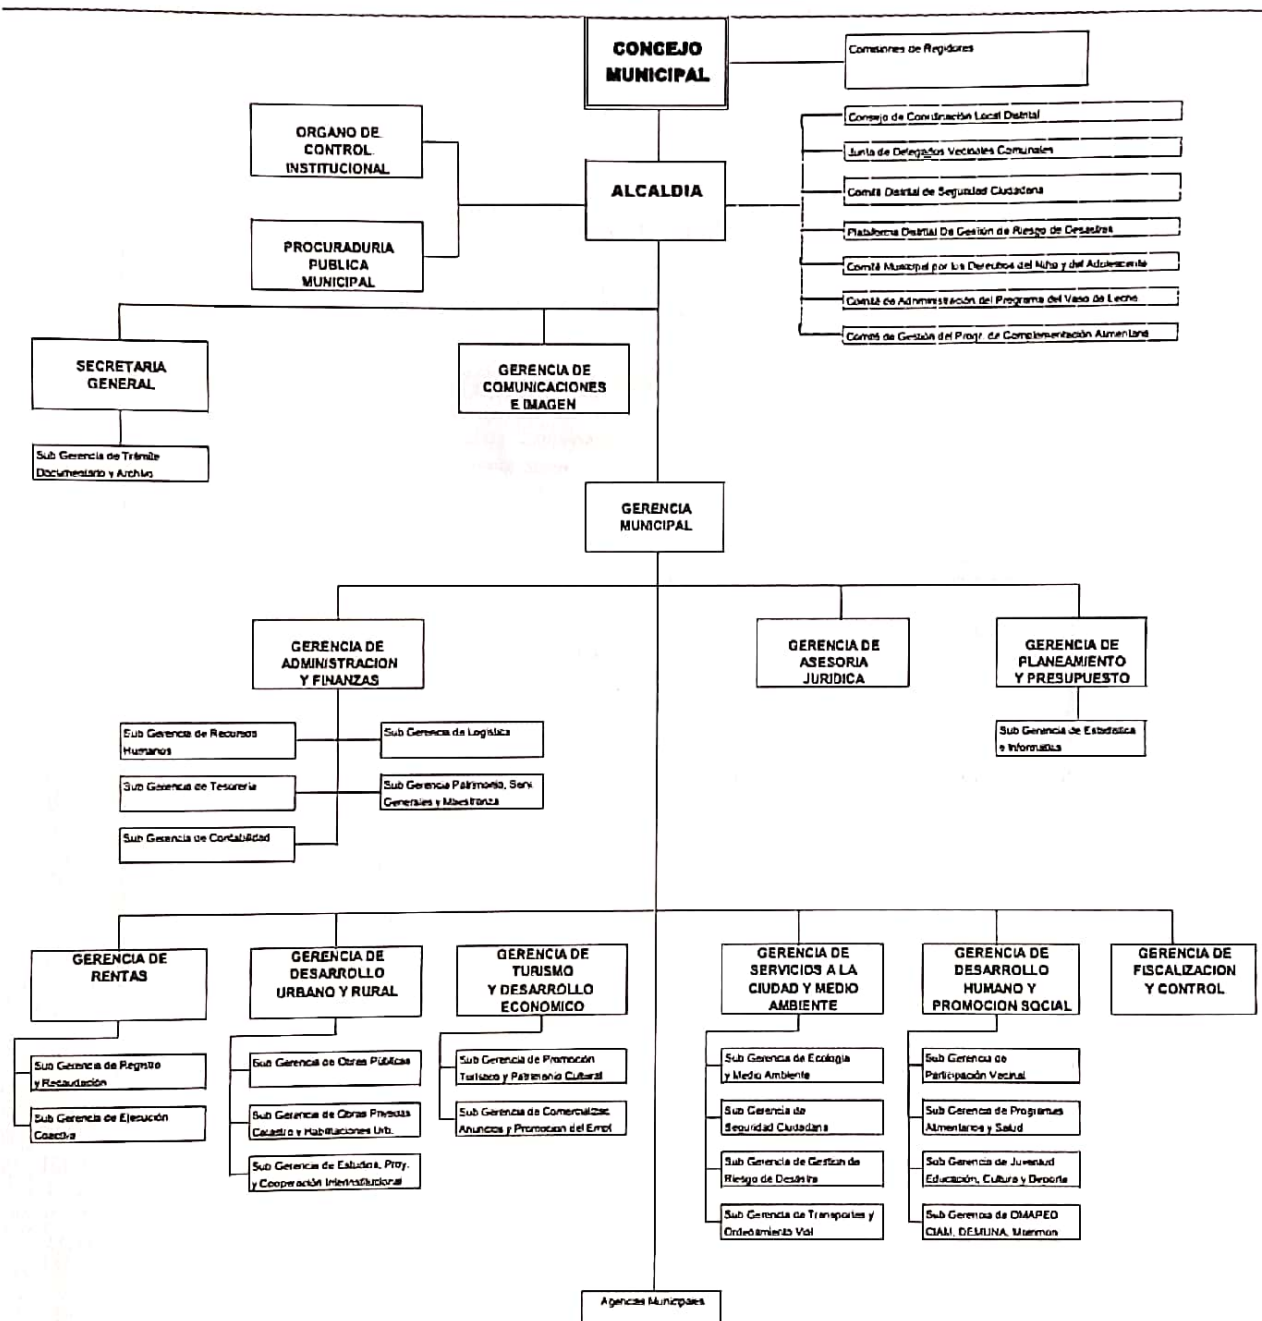 CONCEJO
MUNICIPAL
Comisiones de Regidores
ORGANO DE
CONTROL
INSTITUCIONAL
ALCALDIA
PROCURADURIA
PUBLICA
MUNICIPAL
Consejo de Coordinación Local Distrital
Junta de Delegados Vecinales Comunales
Comité Distrital de Seguridad Ciudadana
Plataforma Distrital De Gestión de Riesgo de Desastres
Comité Municipal por los Derechos del Niño y del Adolescente
Comité de Administración del Programa del Vaso de Leche
Comité de Gestión del Progr. de Complementación Alimentaria
SECRETARIA
GENERAL
Sub Gerencia de Trámite
Documentario y Archivo
GERENCIA DE
COMUNICACIONES
E IMAGEN
GERENCIA
MUNICIPAL
GERENCIA DE
ADMINISTRACION
Y FINANZAS
GERENCIA DE
ASESORIA
JURIDICA
GERENCIA DE
PLANEAMIENTO
Y PRESUPUESTO
Sub Gerencia de Recursos
Humanos
Sub Gerencia de Logística
Sub Gerencia de Estadística
e Informática
Sub Gerencia de Tesorería
Sub Gerencia Patrimonio, Serv.
Generales y Maestranza
Sub Gerencia de Contabilidad
GERENCIA DE
RENTAS
Sub Gerencia de Registro
y Recaudación
Sub Gerencia de Ejecución
Coactiva
GERENCIA DE
DESARROLLO
URBANO Y RURAL
Sub Gerencia de Obras Públicas
Sub Gerencia de Obras Privadas
Catastro y Habilitaciones Urb.
Sub Gerencia de Estudios, Proy.
y Cooperación Interinstitucional
GERENCIA DE
TURISMO
Y DESARROLLO
ECONOMICO
Sub Gerencia de Promoción
Turístico y Patrimonio Cultural
Sub Gerencia de Comercializac
Anuncios y Promocion del Empl
GERENCIA DE
SERVICIOS A LA
CIUDAD Y MEDIO
AMBIENTE
Sub Gerencia de Ecología
y Medio Ambiente
Sub Gerencia de
Seguridad Ciudadana
Sub Gerencia de Gestion de
Riesgo de Desastre
Sub Gerencia de Transportes y
Ordenamiento Vial
GERENCIA DE
DESARROLLO
HUMANO Y
PROMOCION SOCIAL
Sub Gerencia de
Participación Vecinal
Sub Gerencia de Programas
Alimentarios y Salud
Sub Gerencia de Juventud
Educación, Cultura y Deporte
Sub Gerencia de OMAPED
CIAM, DEMUNA,
GERENCIA DE
FISCALIZACION
Y CONTROL
Agencias Municipales